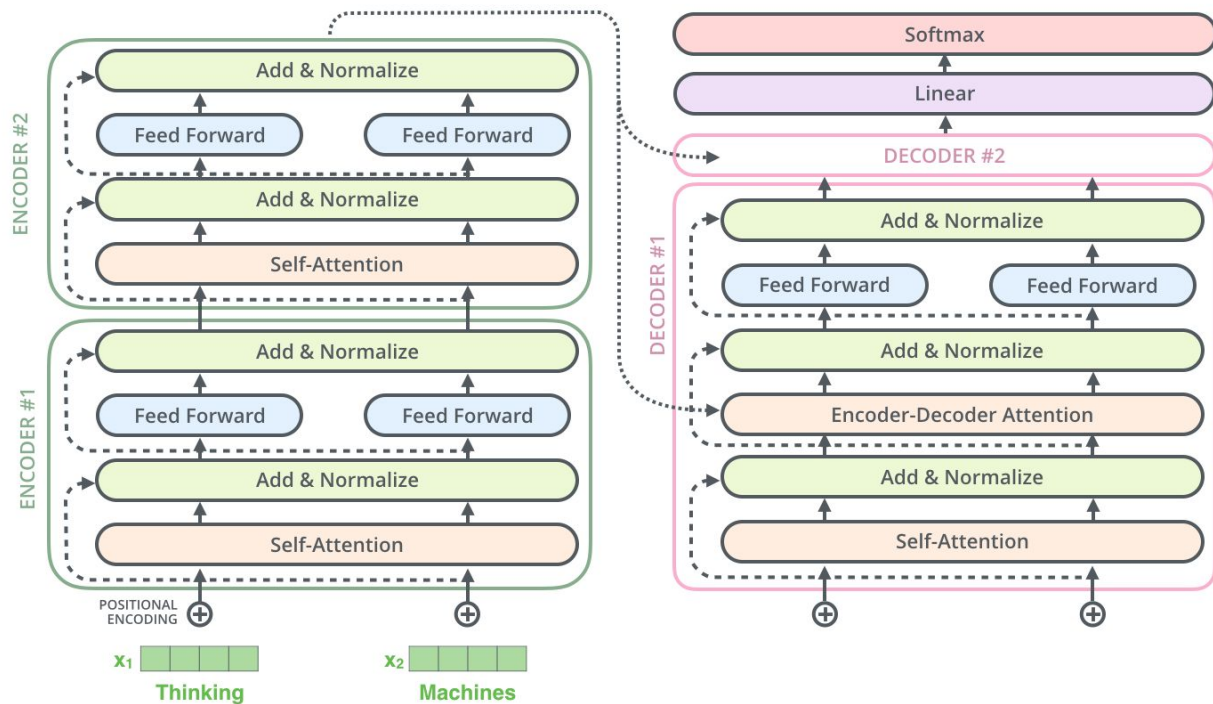 ENCODER #2
Add & Normalize
Feed Forward
Feed Forward
Add & Normalize
Self-Attention
ENCODER #1
Add & Normalize
Feed Forward
Feed Forward
Add & Normalize
Self-Attention
POSITIONAL
ENCODING
x1
x2
Thinking
Machines
Softmax
Linear
DECODER #2
DECODER #1
Add & Normalize
Feed Forward
Feed Forward
Add & Normalize
Encoder-Decoder Attention
Add & Normalize
Self-Attention